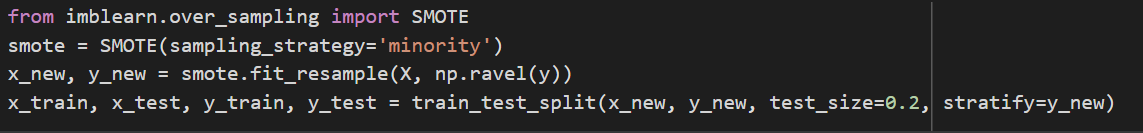 from imblearn.over_sampling import SMOTE
smote = SMOTE(sampling_strategy='minority')
x_new, y_new = smote.fit_resample(X, np.ravel(y))
x_train, x_test, y_train, y_test = train_test_split(x_new, y_new, test_size=0.2, stratify=y_new)